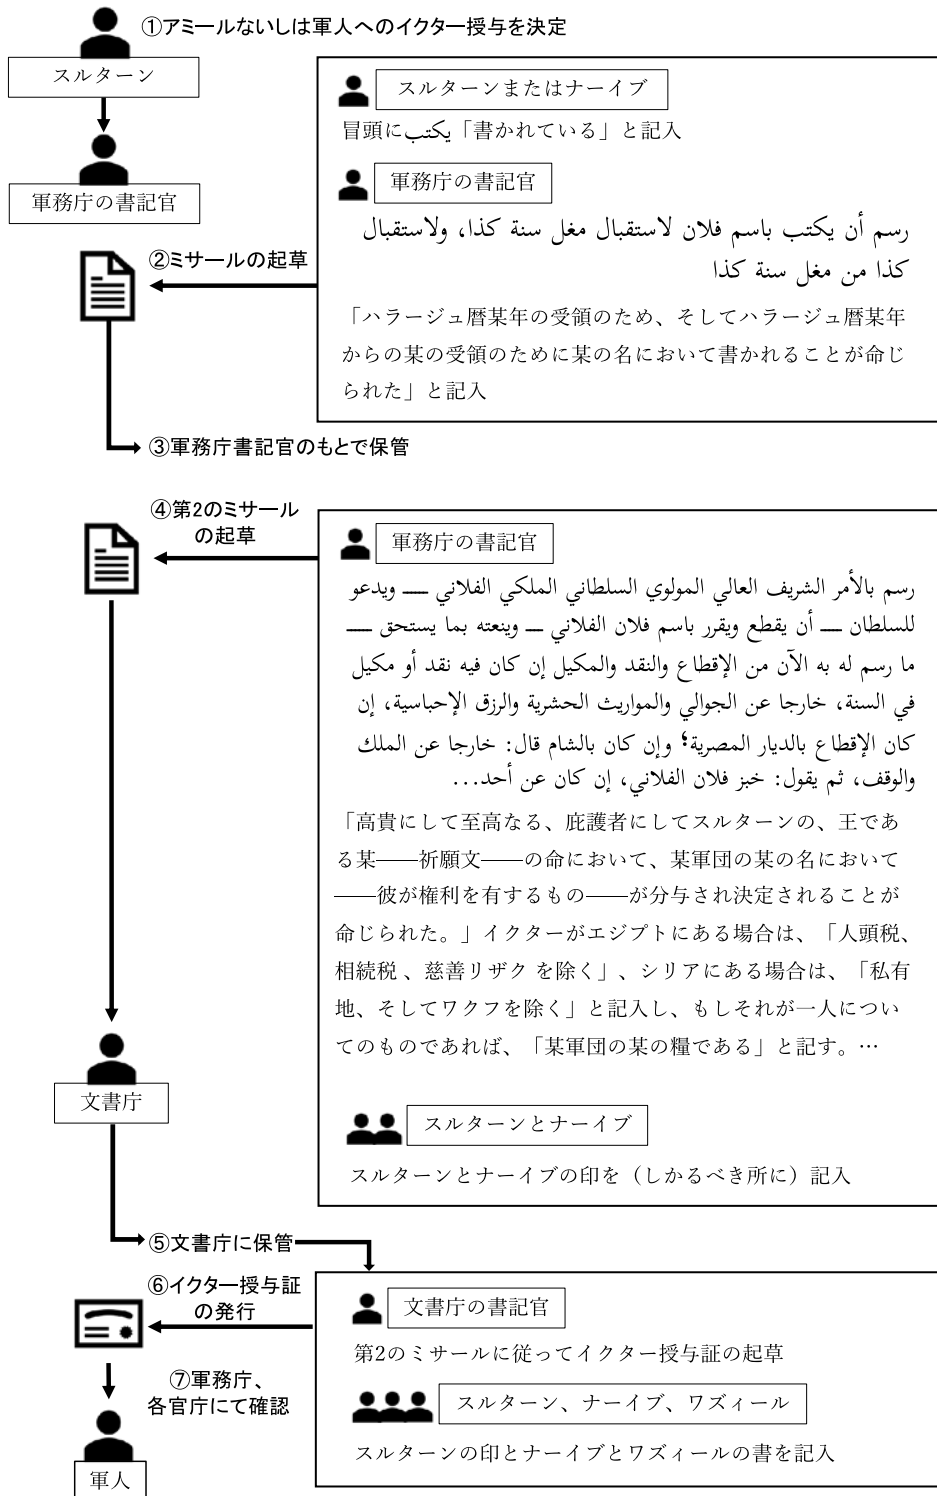 ①アミールないしは軍人へのイクター授与を決定
スルターン
軍務庁の書記官
スルターンまたはナーイブ
冒頭にيكتب「書かれている」と記入
軍務庁の書記官
رسم أن يكتب باسم فلان لاستقبال مغل سنة كذا، ولاستقبال
كذا من مغل سنة كذا
「ハラージュ暦某年の受領のため、そしてハラージュ暦某年
からの某の受領のために某の名において書かれることが命じ
られた」と記入
②ミサールの起草
③軍務庁書記官のもとで保管
④第2のミサール
の起草
軍務庁の書記官
رسم بالأمر الشريف العالي المولوي السلطاني الملكي الفلاني ــــ ويدعو
للسلطان ــــ أن يقطع ويقرر باسم فلان الفلاني ــــ وينعته بما يستحق ــــ
ما رسم له به الآن من الإقطاع والنقد والمكيل إن كان فيه نقد أو مكيل
في السنة، خارجا عن الجوالي والمواريث الحشرية والرزق الإحباسية، إن
كان الإقطاع بالديار المصرية؛ وإن كان بالشام قال: خارجا عن الملك
والوقف، ثم يقول: خبز فلان الفلاني، إن كان عن أحد...
「高貴にして至高なる、庇護者にしてスルターンの、王であ
る某――祈願文――の命において、某軍団の某の名において
――彼が権利を有するもの――が分与され決定されることが
命じられた。」イクターがエジプトにある場合は、「人頭税、
相続税 、慈善リザク を除く」、シリアにある場合は、「私有
地、そしてワクフを除く」と記入し、もしそれが一人につい
てのものであれば、「某軍団の某の糧である」と記す。…
スルターンとナーイブ
スルターンとナーイブの印を（しかるべき所に）記入
文書庁
⑤文書庁に保管
⑥イクター授与証
の発行
文書庁の書記官
第2のミサールに従ってイクター授与証の起草
スルターン、ナーイブ、ワズィール
スルターンの印とナーイブとワズィールの書を記入
⑦軍務庁、
各官庁にて確認
軍人